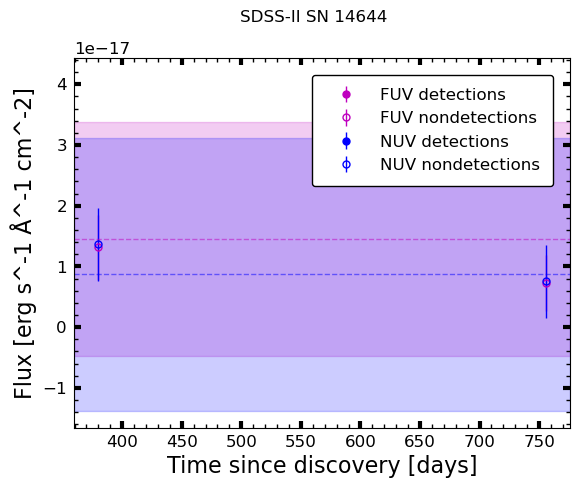 SDSS-II SN 14644
1e−17
FUV detections
FUV nondetections
NUV detections
NUV nondetections
4
3
2
1
0
−1
Flux [erg s^-1 Å^-1 cm^-2]
400 450 500 550 600 650 700 750
Time since discovery [days]